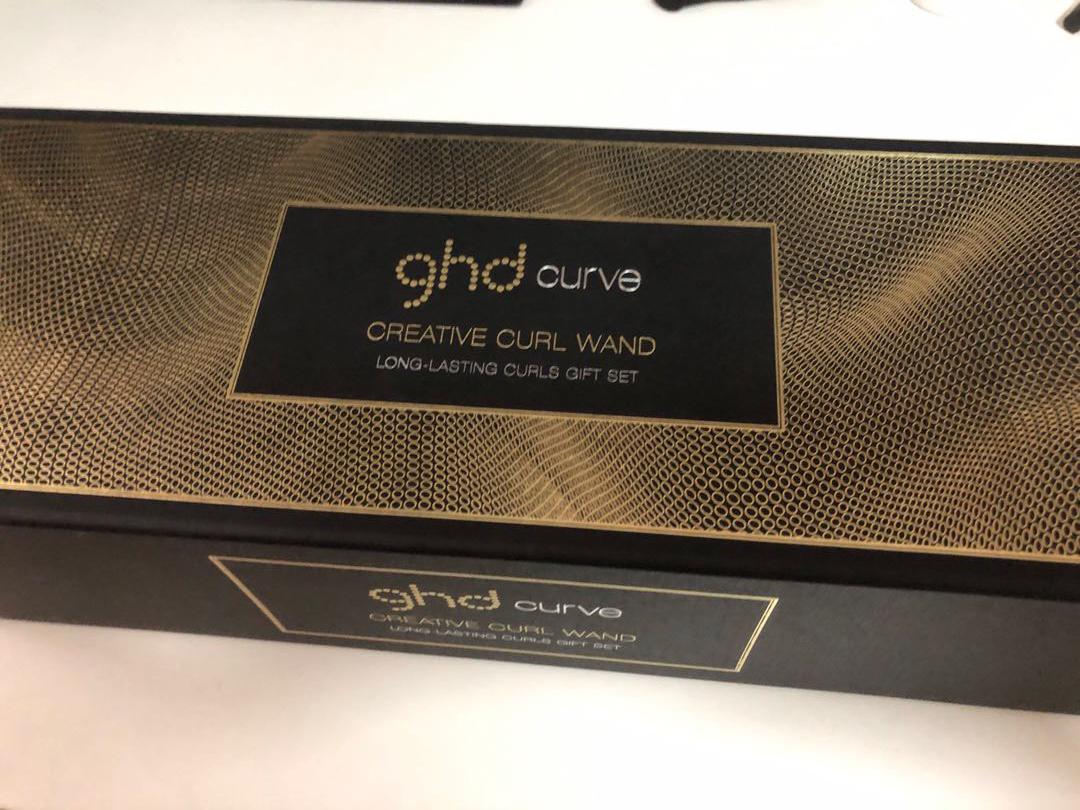 ghd curve
CREATIVE CURL WAND
LONG-LASTING CURLS GIFT SET
ghd curve
CREATIVE CURL WAND
LONG LASTING CURLS GIFT SET